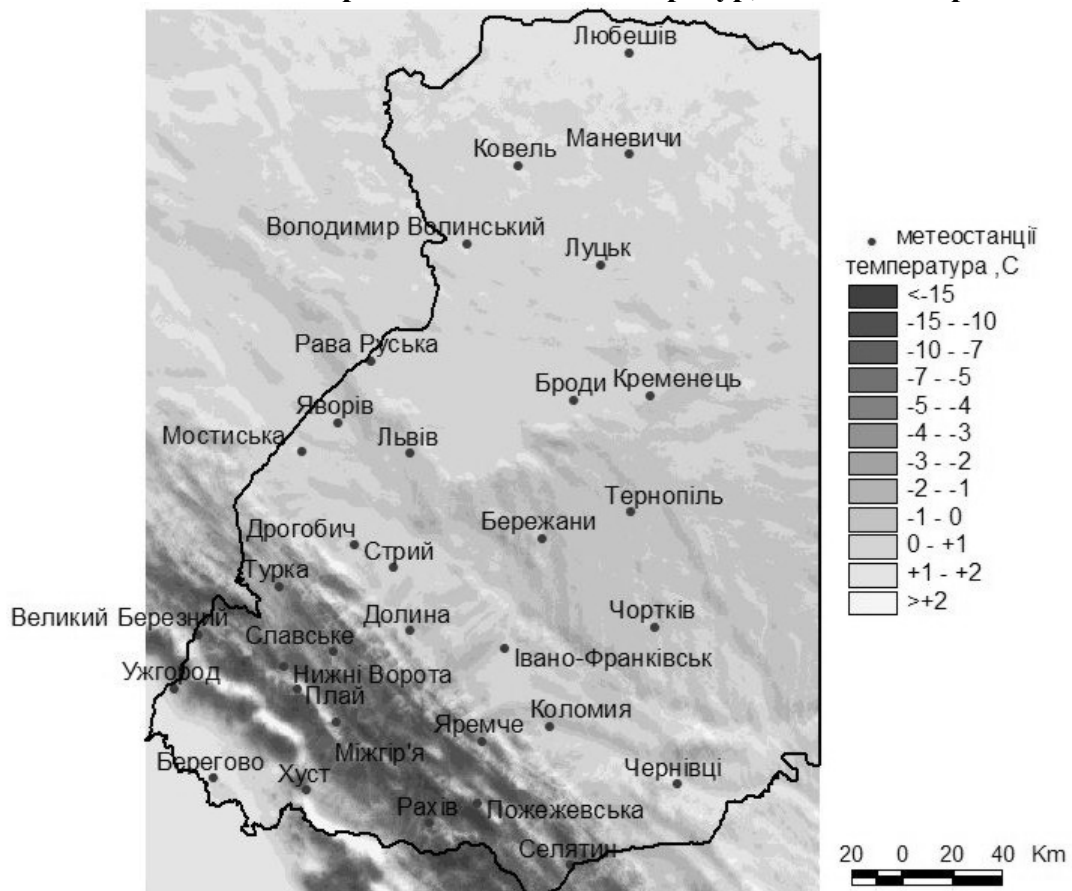 Любешів
Маневичи
Ковель
Володимир Волинський
Луцьк
Рава Руська
Броди
Кременець
Яворів
Мостиська
Львів
Тернопіль
Бережани
Дрогобич
Стрий
Турка
Долина
Чортків
Великий Березний
Славське
Івано-Франківськ
Ужгород
Нижні Ворота
Плай
Коломия
Яремче
Міжгір'я
Берегово
Хуст
Чернівці
Рахів
Пожежевська
Селятин
метеостанції
температура ,С
<-15
-15 - -10
-10 - -7
-7 - -5
-5 - -4
-4 - -3
-3 - -2
-2 - -1
-1 - 0
0 - +1
+1 - +2
>+2
20 0 20 40 Km